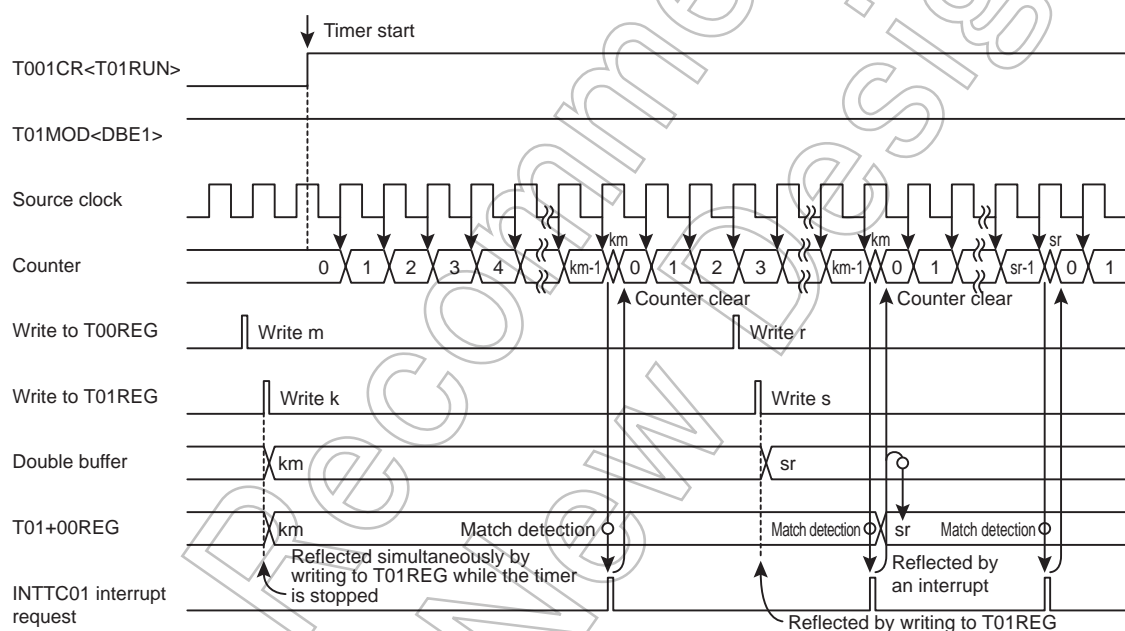 Timer start
T001CR<T01RUN>
T01MOD<DBE1>
Source clock
Counter
0 1 2 3 4 km-1 km 0 1 2 3 km-1 km 0 1 sr-1 sr 0 1
Counter clear
Counter clear
Write to T00REG
Write m
Write r
Write to T01REG
Write k
Write s
Double buffer
km
sr
T01+00REG
km
Match detection
Match detection
sr
Match detection
Reflected simultaneously by
writing to T01REG while the timer
is stopped
Reflected by
an interrupt
INTTC01 interrupt
request
Reflected by writing to T01REG
Recomme
New Desig